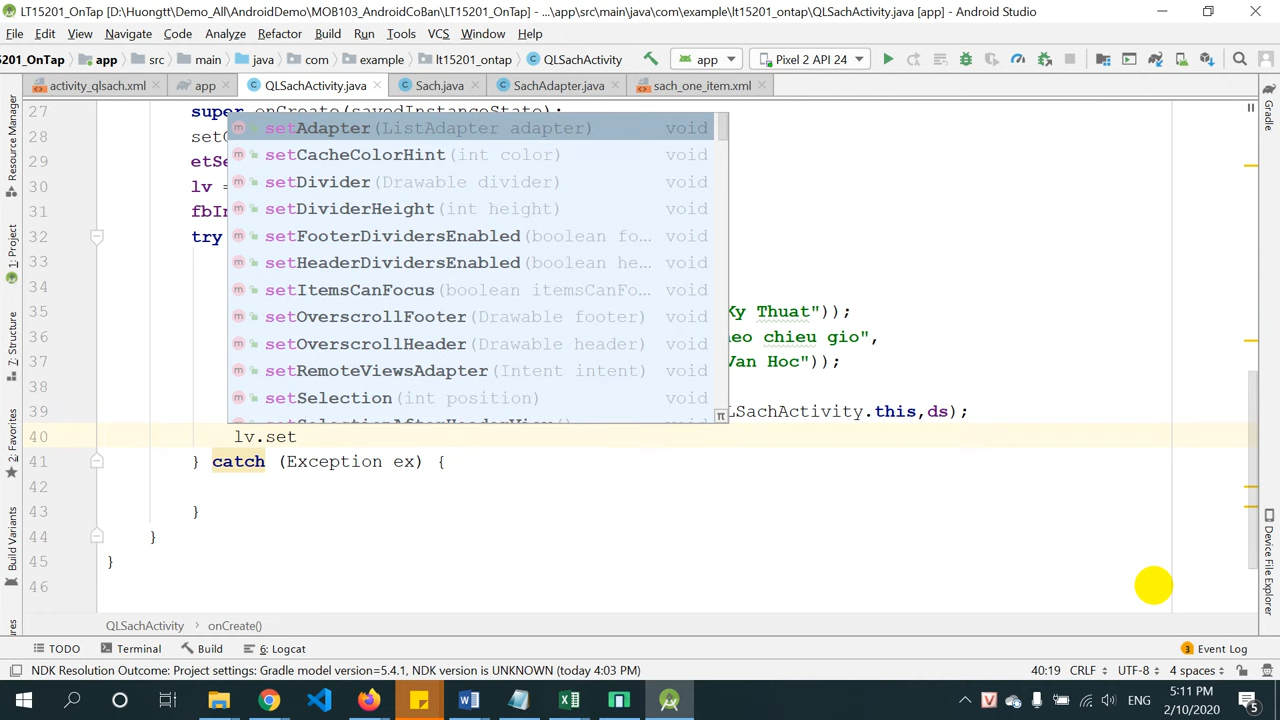 LT15201_OnTap [D:\Huongtt\Demo_All\AndroidDemo\MOB103_AndroidCoBan\LT15201_OnTap] - ...\app\src\main\java\com\example\lt15201_ontap\QLSachActivity.java [app] - Android Studio
File Edit View Navigate Code Analyze Refactor Build Run Tools VCS Window Help
5201_OnTap app src main java com example lt15201_ontap QLSachActivity app Pixel 2 API 24
activity_qlsach.xml app QLSachActivity.java Sach.java SachAdapter.java sach_one_item.xml
Resource Manager
1: Project
7: Structure
2: Favorites
Build Variants
Gradle
Device File Explorer
27 super.onCreate(savedInstanceState);
28
29
30 lv =
31
32 try
33
34
35 Ky Thuat"));
36 eo chieu gio",
37 Van Hoc"));
38
39 LSachActivity.this,ds);
setAdapter(ListAdapter adapter) void
setCacheColorHint(int color) void
setDivider(Drawable divider) void
setDividerHeight(int height) void
setFooterDividersEnabled(boolean fo... void
setHeaderDividersEnabled(boolean he... void
setItemsCanFocus(boolean itemsCanFo... void
setOverscrollFooter(Drawable footer) void
setOverscrollHeader(Drawable header) void
setRemoteViewsAdapter(Intent intent) void
setSelection(int position) void
40 lv.set
41 } catch (Exception ex) {
42
43 }
44 }
45 }
46
QLSachActivity onCreate()
TODO Terminal Build 6: Logcat 3 Event Log
NDK Resolution Outcome: Project settings: Gradle model version=5.4.1, NDK version is UNKNOWN (today 4:03 PM) 40:19 CRLF UTF-8 4 spaces
ENG 5:11 PM
2/10/2020 5